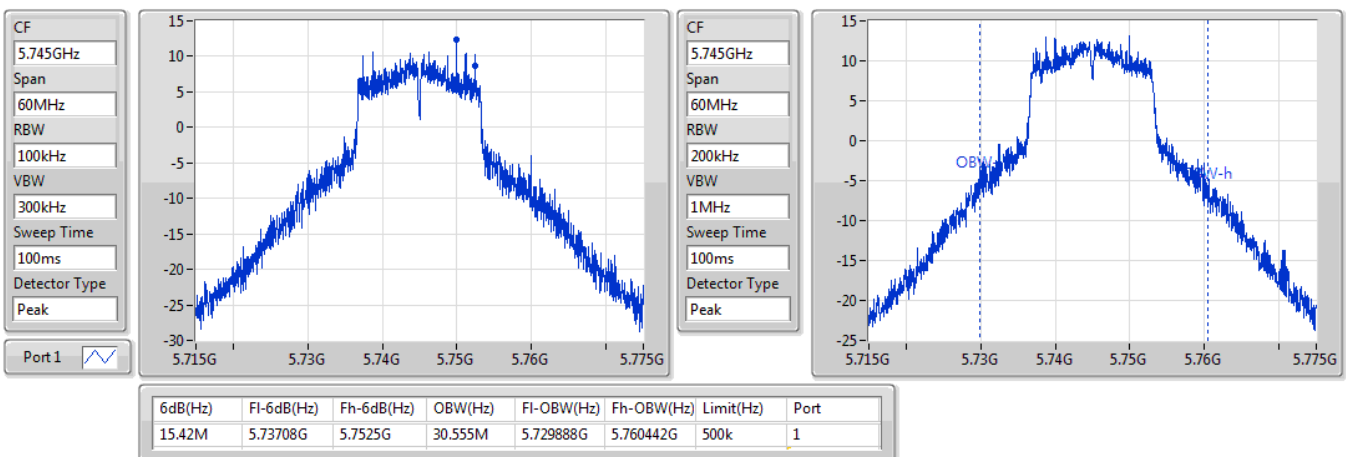 CF
5.745GHz
Span
60MHz
RBW
100kHz
VBW
300kHz
Sweep Time
100ms
Detector Type
Peak
Port 1
15
10
5
0
-5
-10
-15
-20
-25
-30
5.715G 5.73G 5.74G 5.75G 5.76G 5.775G
CF
5.745GHz
Span
60MHz
RBW
200kHz
VBW
1MHz
Sweep Time
100ms
Detector Type
Peak
15
10
5
0
-5
-10
-15
-20
-25
OBW
W-h
5.715G 5.73G 5.74G 5.75G 5.76G 5.775G
6dB(Hz) Fl-6dB(Hz) Fh-6dB(Hz) OBW(Hz) Fl-OBW(Hz) Fh-OBW(Hz) Limit(Hz) Port
15.42M 5.73708G 5.7525G 30.555M 5.729888G 5.760442G 500k 1